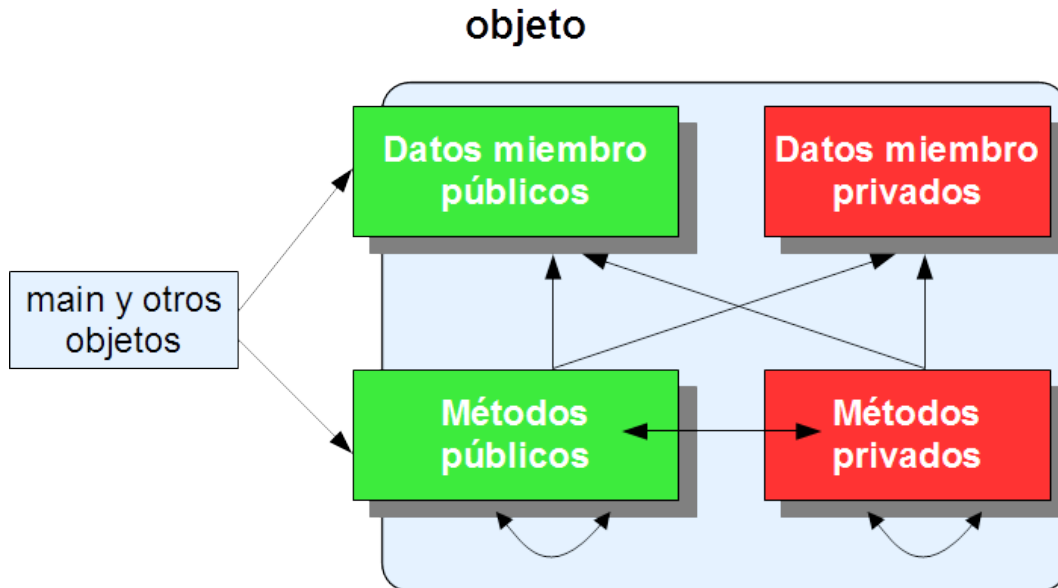 objeto
Datos miembro
públicos
Datos miembro
privados
main y otros
objetos
Métodos
públicos
Métodos
privados